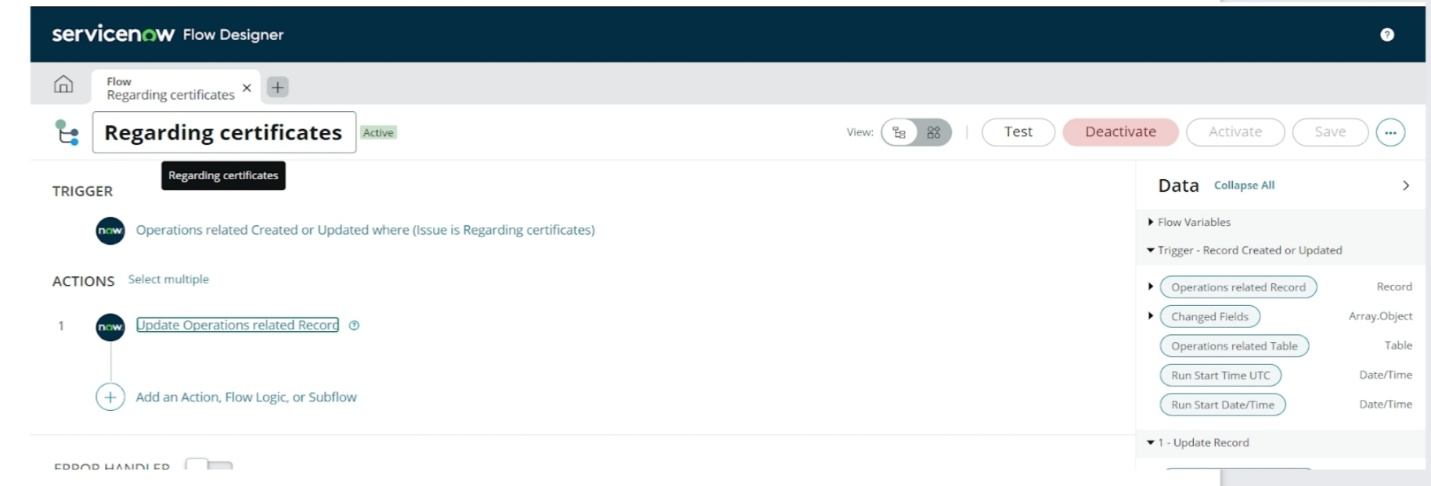 servicenow Flow Designer
Flow
Regarding certificates
Regarding certificates Active View: Test Deactivate Activate Save
Regarding certificates
TRIGGER
Operations related Created or Updated where (Issue is Regarding certificates)
ACTIONS Select multiple
1 now Update Operations related Record
Add an Action, Flow Logic, or Subflow
ERROR HANDLER
Data Collapse All
Flow Variables
Trigger - Record Created or Updated
Operations related Record Record
Changed Fields Array.Object
Operations related Table Table
Run Start Time UTC Date/Time
Run Start Date/Time Date/Time
1 - Update Record